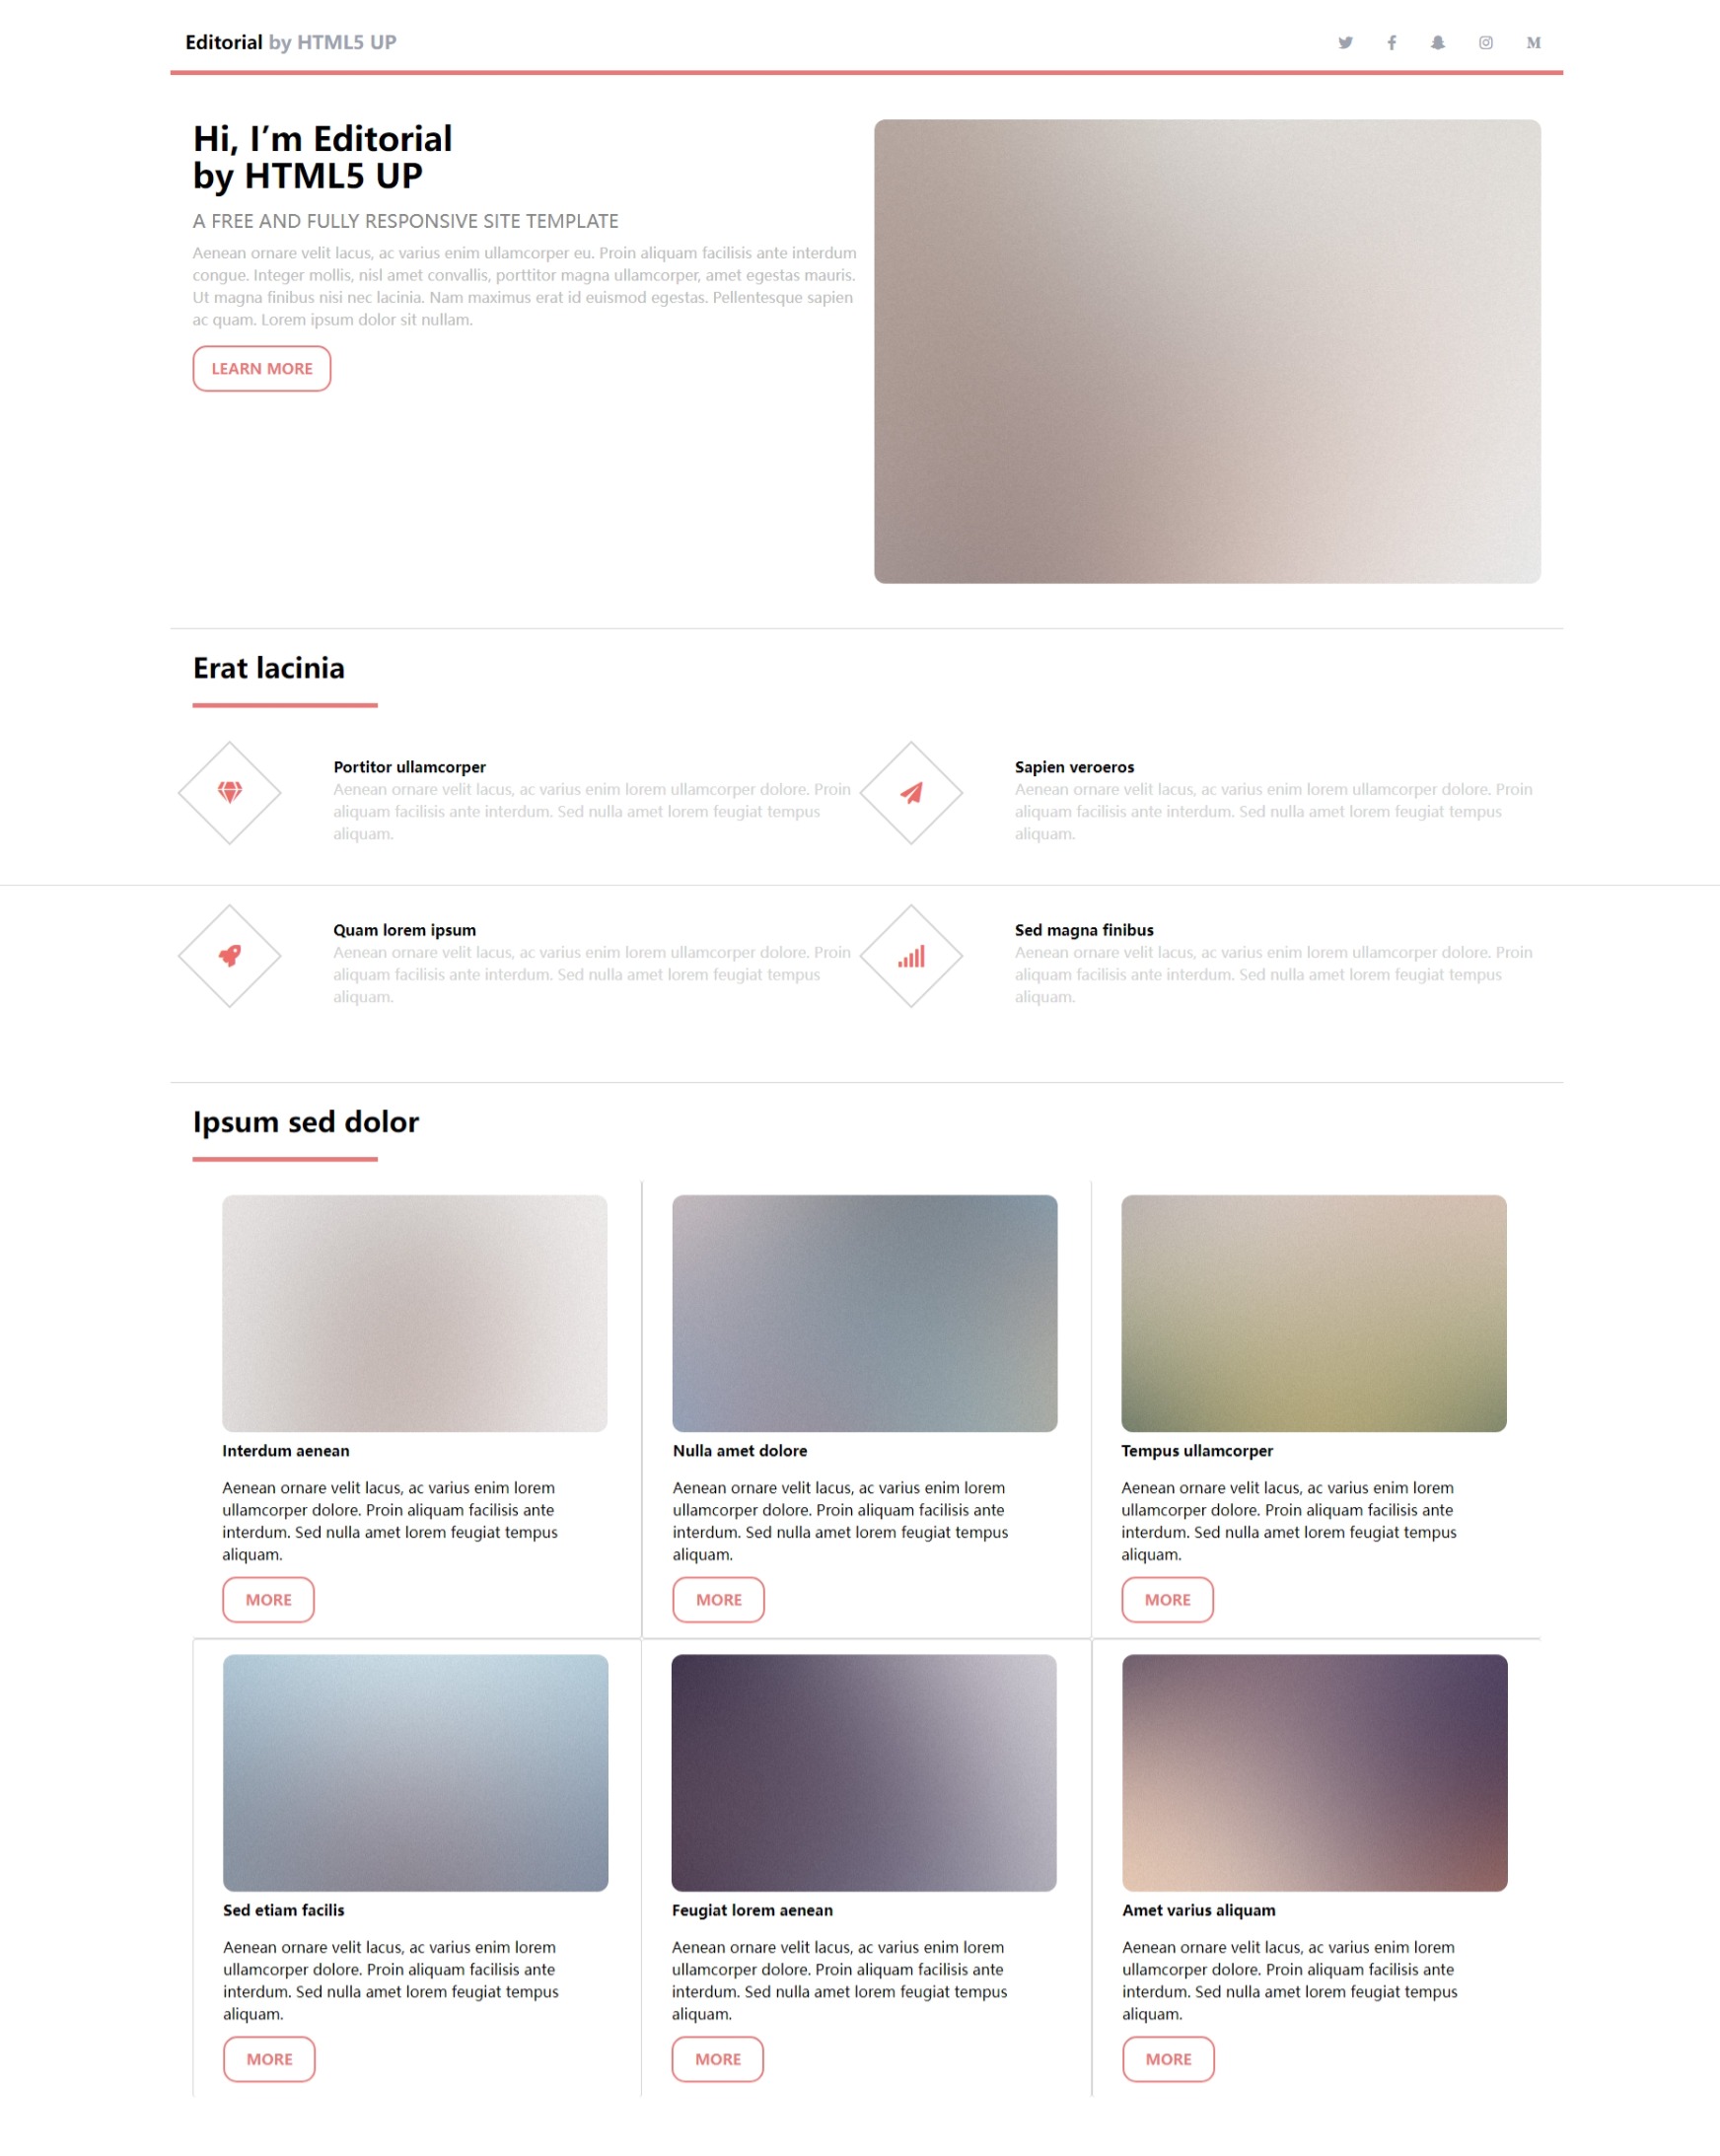 Editorial by HTML5 UP
M
Hi, I’m Editorial
by HTML5 UP
A FREE AND FULLY RESPONSIVE SITE TEMPLATE
Aenean ornare velit lacus, ac varius enim ullamcorper eu. Proin aliquam facilisis ante interdum
congue. Integer mollis, nisl amet convallis, porttitor magna ullamcorper, amet egestas mauris.
Ut magna finibus nisi nec lacinia. Nam maximus erat id euismod egestas. Pellentesque sapien
ac quam. Lorem ipsum dolor sit nullam.
LEARN MORE
Erat lacinia
Portitor ullamcorper
Aenean ornare velit lacus, ac varius enim lorem ullamcorper dolore. Proin
aliquam facilisis ante interdum. Sed nulla amet lorem feugiat tempus
aliquam.
Sapien veroeros
Aenean ornare velit lacus, ac varius enim lorem ullamcorper dolore. Proin
aliquam facilisis ante interdum. Sed nulla amet lorem feugiat tempus
aliquam.
Quam lorem ipsum
Aenean ornare velit lacus, ac varius enim lorem ullamcorper dolore. Proin
aliquam facilisis ante interdum. Sed nulla amet lorem feugiat tempus
aliquam.
Sed magna finibus
Aenean ornare velit lacus, ac varius enim lorem ullamcorper dolore. Proin
aliquam facilisis ante interdum. Sed nulla amet lorem feugiat tempus
aliquam.
Ipsum sed dolor
Interdum aenean
Aenean ornare velit lacus, ac varius enim lorem
ullamcorper dolore. Proin aliquam facilisis ante
interdum. Sed nulla amet lorem feugiat tempus
aliquam.
MORE
Nulla amet dolore
Aenean ornare velit lacus, ac varius enim lorem
ullamcorper dolore. Proin aliquam facilisis ante
interdum. Sed nulla amet lorem feugiat tempus
aliquam.
MORE
Tempus ullamcorper
Aenean ornare velit lacus, ac varius enim lorem
ullamcorper dolore. Proin aliquam facilisis ante
interdum. Sed nulla amet lorem feugiat tempus
aliquam.
MORE
Sed etiam facilis
Aenean ornare velit lacus, ac varius enim lorem
ullamcorper dolore. Proin aliquam facilisis ante
interdum. Sed nulla amet lorem feugiat tempus
aliquam.
MORE
Feugiat lorem aenean
Aenean ornare velit lacus, ac varius enim lorem
ullamcorper dolore. Proin aliquam facilisis ante
interdum. Sed nulla amet lorem feugiat tempus
aliquam.
MORE
Amet varius aliquam
Aenean ornare velit lacus, ac varius enim lorem
ullamcorper dolore. Proin aliquam facilisis ante
interdum. Sed nulla amet lorem feugiat tempus
aliquam.
MORE